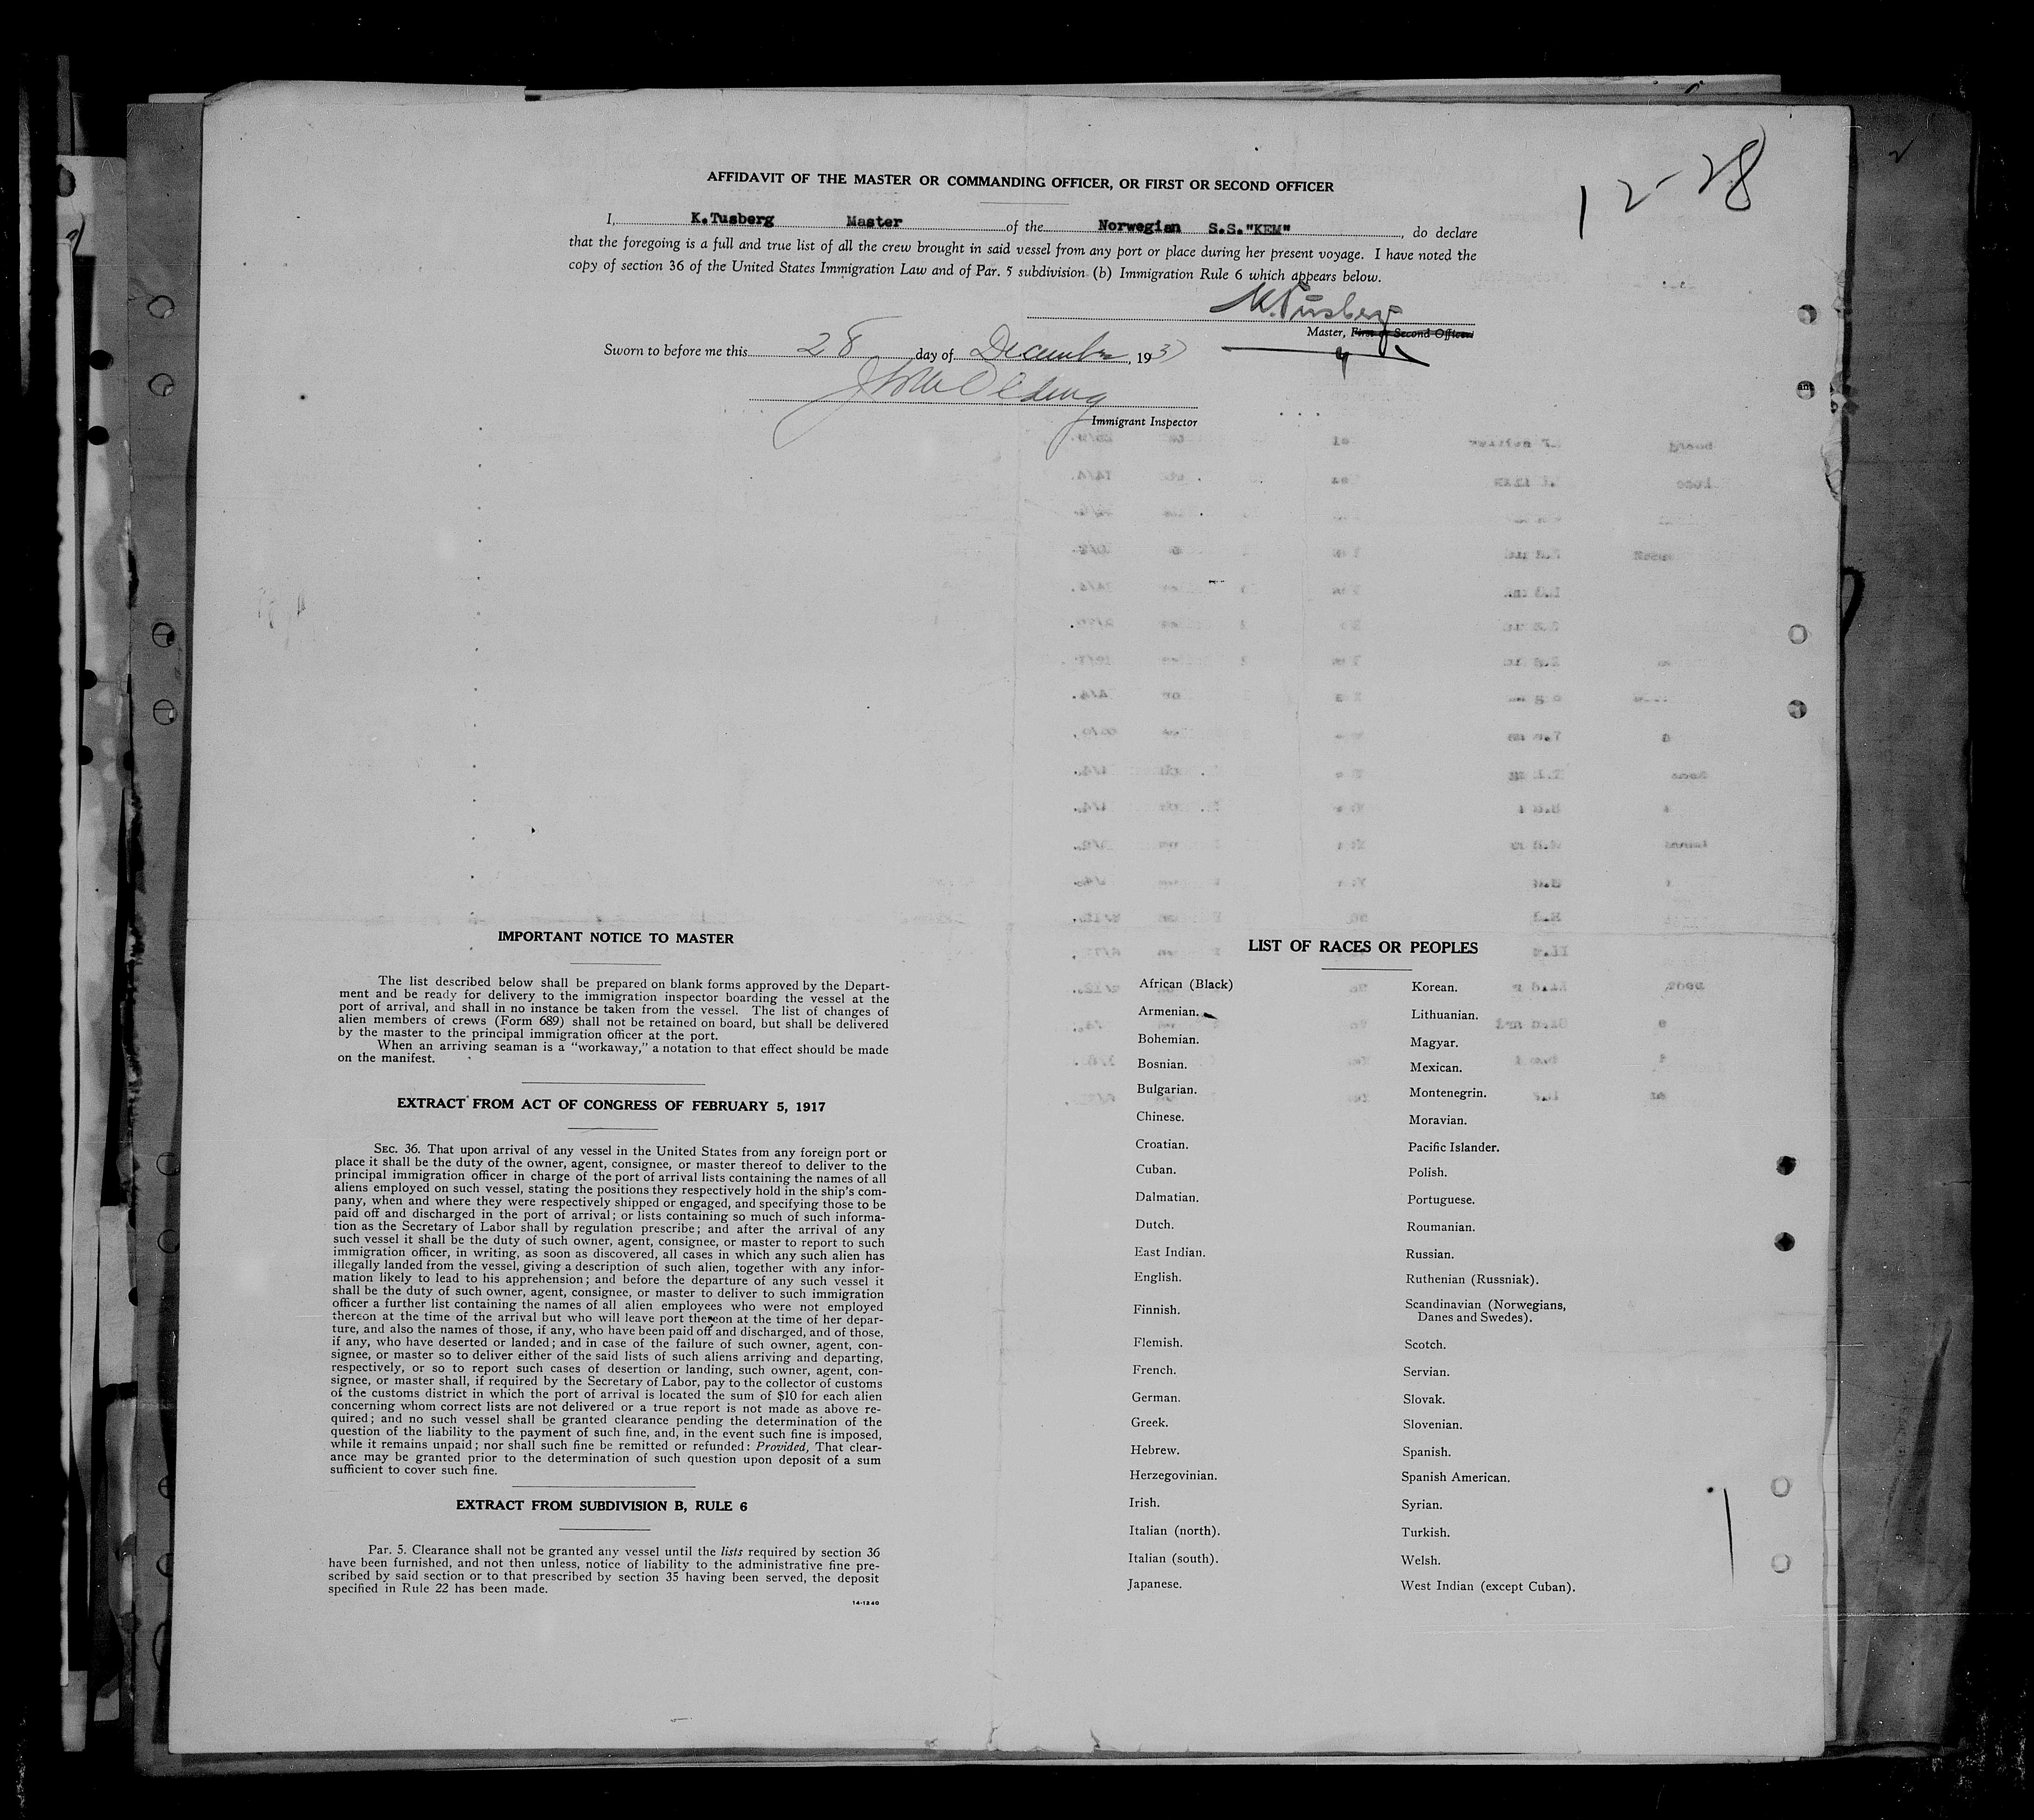 12-28
AFFIDAVIT OF THE MASTER OR COMMANDING OFFICER, OR FIRST OR SECOND OFFICER
I, K.Tusberg Master of the Norwegian S.S."KEM", do declare
that the foregoing is a full and true list of all the crew brought in said vessel from any port or place during her present voyage. I have noted the
copy of section 36 of the United States Immigration Law and of Par. 5 subdivision (b) Immigration Rule 6 which appears below.
K.Tusberg
Master, First or Second Officer
Sworn to before me this 28 day of December, 193
Immigrant Inspector
IMPORTANT NOTICE TO MASTER
The list described below shall be prepared on blank forms approved by the Depart-
ment and be ready for delivery to the immigration inspector boarding the vessel at the
port of arrival, and shall in no instance be taken from the vessel. The list of changes of
alien members of crews (Form 689) shall not be retained on board, but shall be delivered
by the master to the principal immigration officer at the port.
When an arriving seaman is a "workaway," a notation to that effect should be made
on the manifest.
EXTRACT FROM ACT OF CONGRESS OF FEBRUARY 5, 1917
SEC. 36. That upon arrival of any vessel in the United States from any foreign port or
place it shall be the duty of the owner, agent, consignee, or master thereof to deliver to the
principal immigration officer in charge of the port of arrival lists containing the names of all
aliens employed on such vessel, stating the positions they respectively hold in the ship's com-
pany, when and where they were respectively shipped or engaged, and specifying those to be
paid off and discharged in the port of arrival; or lists containing so much of such informa-
tion as the Secretary of Labor shall by regulation prescribe; and after the arrival of any
such vessel it shall be the duty of such owner, agent, consignee, or master to report to such
immigration officer, in writing, as soon as discovered, all cases in which any such alien has
illegally landed from the vessel, giving a description of such alien, together with any infor-
mation likely to lead to his apprehension; and before the departure of any such vessel it
shall be the duty of such owner, agent, consignee, or master to deliver to such immigration
officer a further list containing the names of all alien employees who were not employed
thereon at the time of the arrival but who will leave port thereon at the time of her depar-
ture, and also the names of those, if any, who have been paid off and discharged, and of those,
if any, who have deserted or landed; and in case of the failure of such owner, agent, con-
signee, or master so to deliver either of the said lists of such aliens arriving and departing,
respectively, or so to report such cases of desertion or landing, such owner, agent, con-
signee, or master shall, if required by the Secretary of Labor, pay to the collector of customs
of the customs district in which the port of arrival is located the sum of $10 for each alien
concerning whom correct lists are not delivered or a true report is not made as above re-
quired; and no such vessel shall be granted clearance pending the determination of the
question of the liability to the payment of such fine, and, in the event such fine is imposed,
while it remains unpaid; nor shall such fine be remitted or refunded: Provided, That clear-
ance may be granted prior to the determination of such question upon deposit of a sum
sufficient to cover such fine.
EXTRACT FROM SUBDIVISION B, RULE 6
Par. 5. Clearance shall not be granted any vessel until the lists required by section 36
have been furnished, and not then unless, notice of liability to the administrative fine pre-
scribed by said section or to that prescribed by section 35 having been served, the deposit
specified in Rule 22 has been made.
14-1240
LIST OF RACES OR PEOPLES
African (Black)
Armenian.
Bohemian.
Bosnian.
Bulgarian.
Chinese.
Croatian.
Cuban.
Dalmatian.
Dutch.
East Indian.
English.
Finnish.
Flemish.
French.
German.
Greek.
Hebrew.
Herzegovinian.
Irish.
Italian (north).
Italian (south).
Japanese.
Korean.
Lithuanian.
Magyar.
Mexican.
Montenegrin.
Moravian.
Pacific Islander.
Polish.
Portuguese.
Roumanian.
Russian.
Ruthenian (Russniak).
Scandinavian (Norwegians,
Danes and Swedes).
Scotch.
Servian.
Slovak.
Slovenian.
Spanish.
Spanish American.
Syrian.
Turkish.
Welsh.
West Indian (except Cuban).